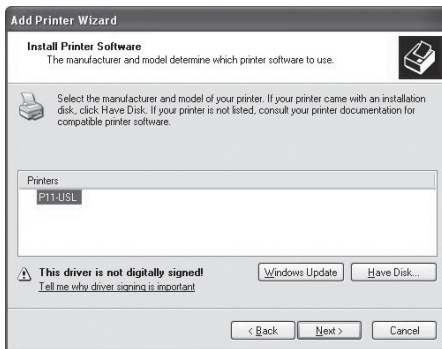 Add Printer Wizard
Install Printer Software
The manufacturer and model determine which printer software to use.
Select the manufacturer and model of your printer. If your printer came with an installation
disk, click Have Disk. If your printer is not listed, consult your printer documentation for
compatible printer software.
Printers
P11-USL
This driver is not digitally signed!
Tell me why driver signing is important
Windows Update
Have Disk...
< Back
Next >
Cancel